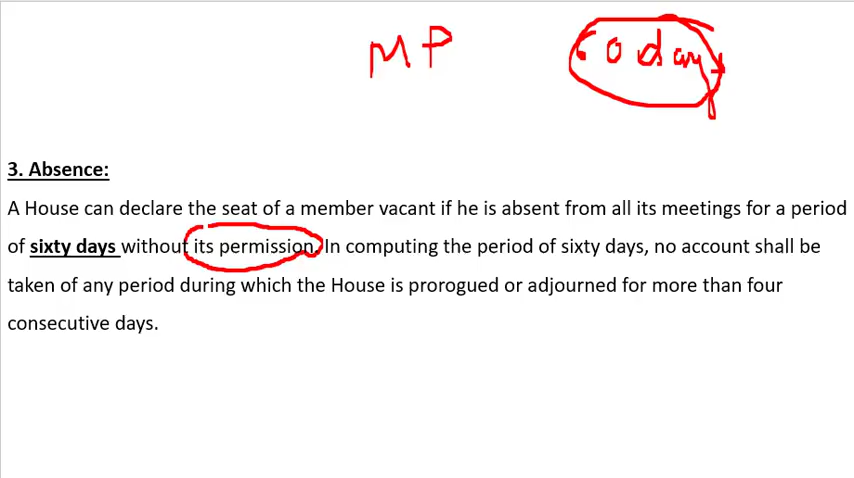 MP 60 days
3. Absence:
A House can declare the seat of a member vacant if he is absent from all its meetings for a period
of sixty days without its permission. In computing the period of sixty days, no account shall be
taken of any period during which the House is prorogued or adjourned for more than four
consecutive days.